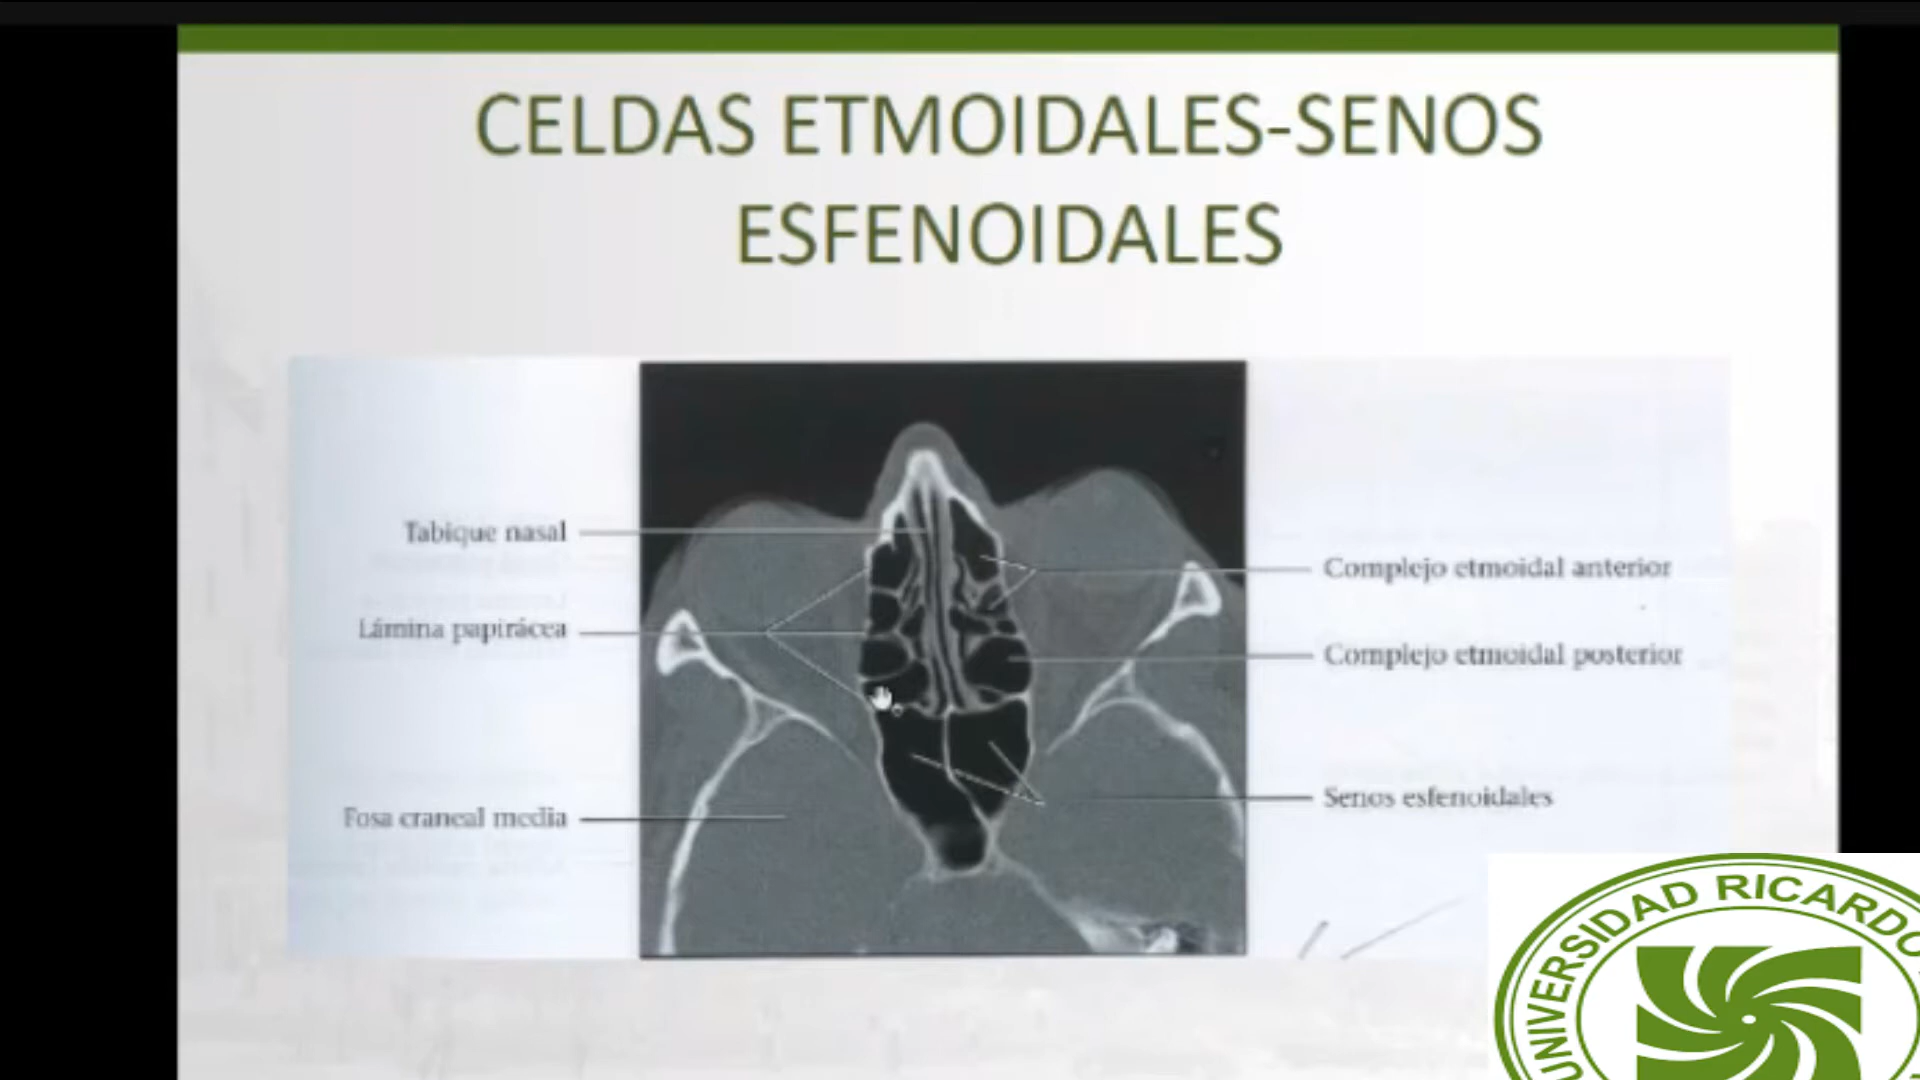 CELDAS ETMOIDALES-SENOS
ESFENOIDALES
Tabique nasal
Complejo etmoidal anterior
Lámina papirácea
Complejo etmoidal posterior
Senos esfenoidales
Fosa craneal media
UNIVERSIDAD RICARDO